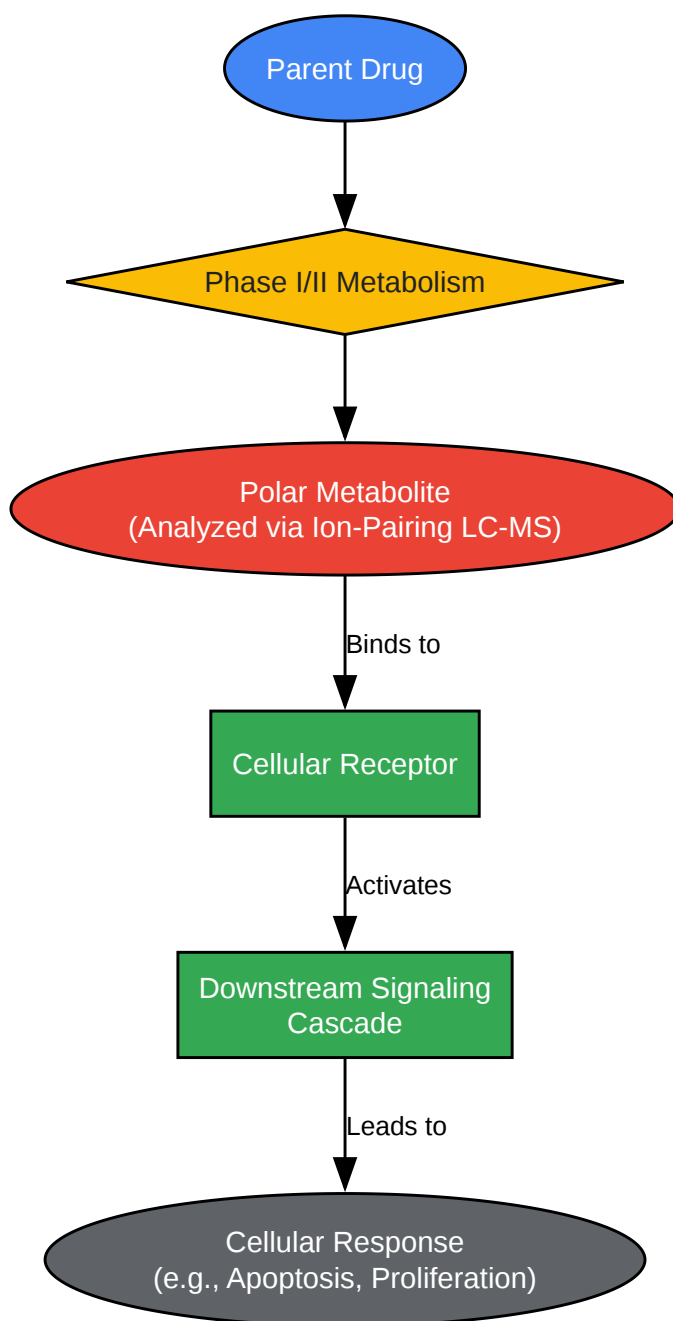 Parent Drug
Phase I/II Metabolism
Polar Metabolite
(Analyzed via Ion-Pairing LC-MS)
Binds to
Cellular Receptor
Activates
Downstream Signaling
Cascade
Leads to
Cellular Response
(e.g., Apoptosis, Proliferation)